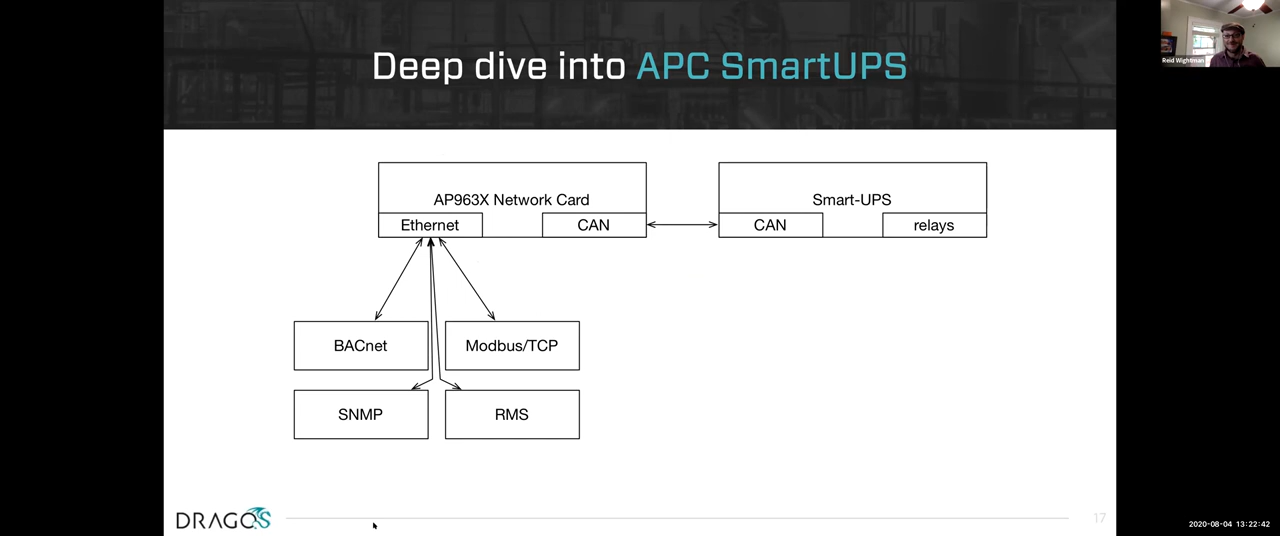 Deep dive into APC SmartUPS
Reid Wightman
AP963X Network Card
Ethernet
CAN
Smart-UPS
CAN
relays
BACnet
Modbus/TCP
SNMP
RMS
DRAGOS
17
2020-08-04 13:22:42